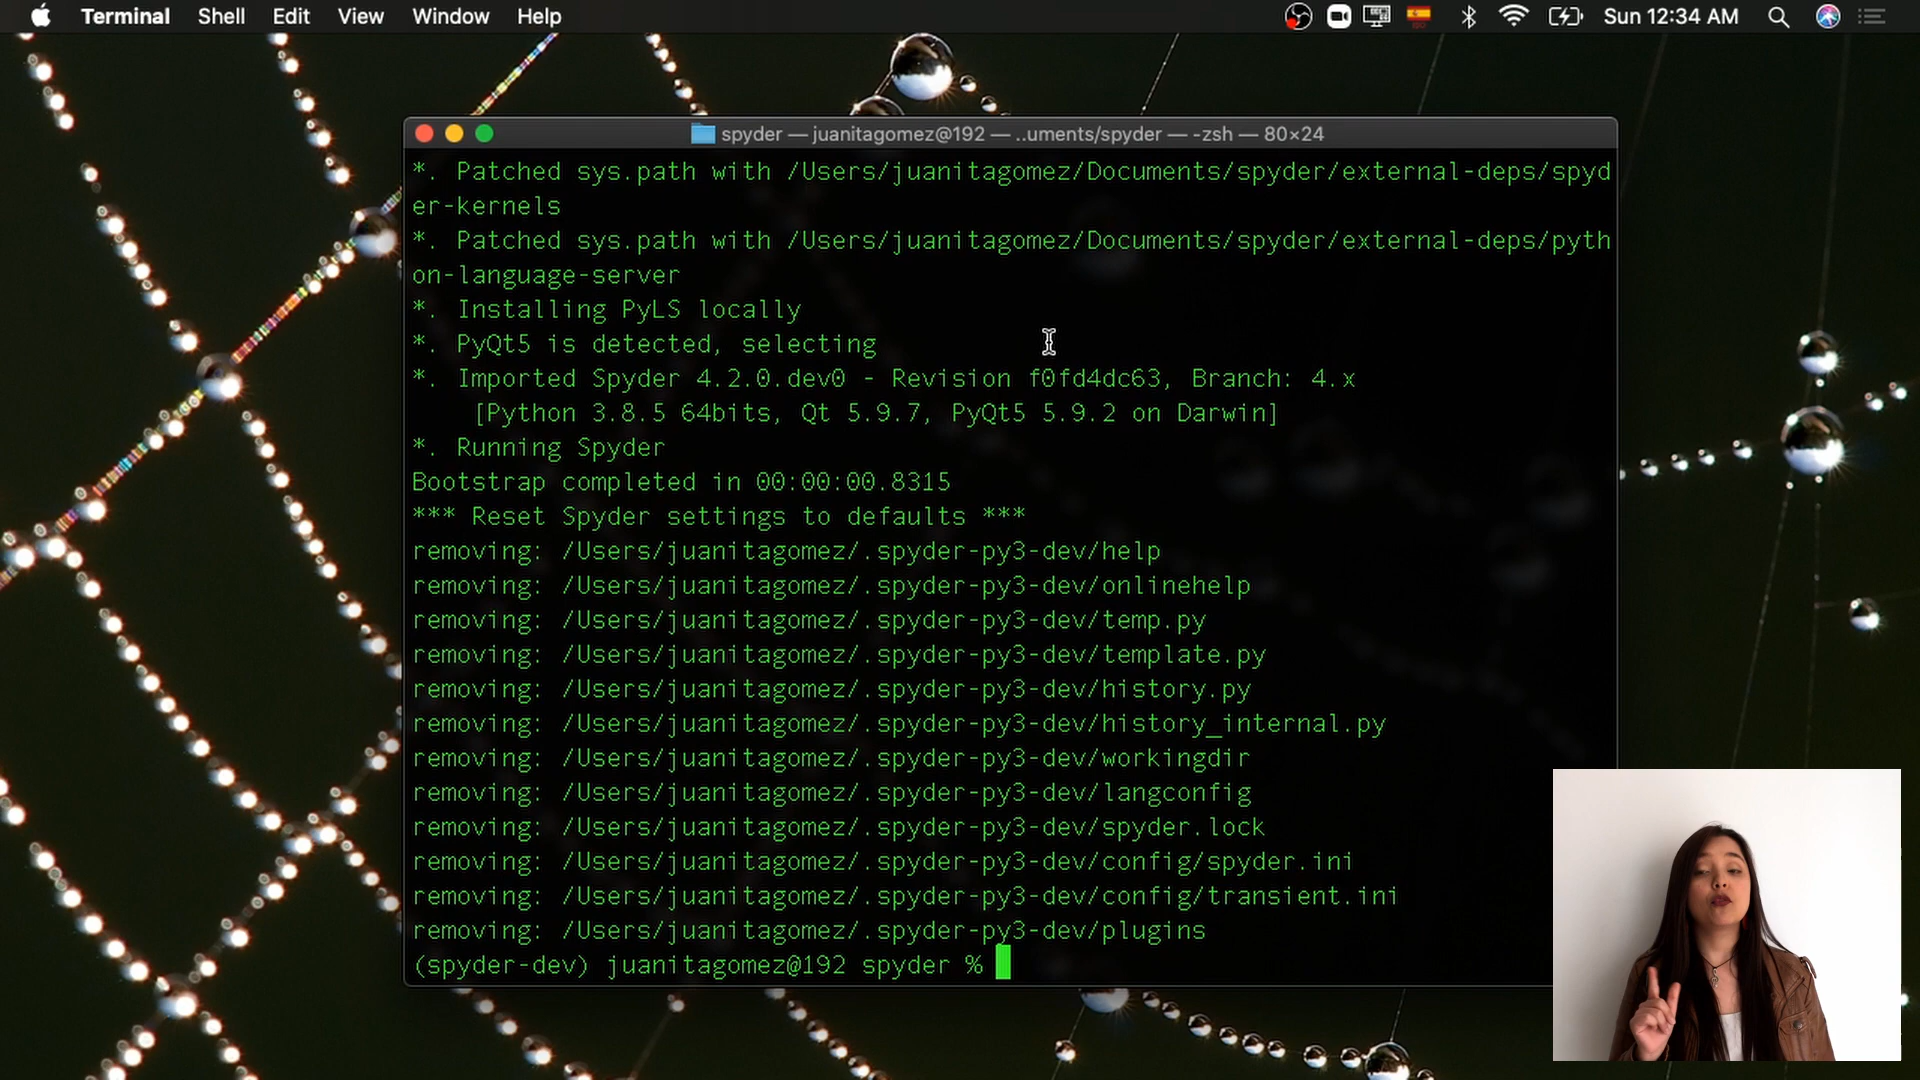 Terminal Shell Edit View Window Help Sun 12:34 AM
spyder — juanitagomez@192 — ..uments/spyder — -zsh — 80×24
*. Patched sys.path with /Users/juanitagomez/Documents/spyder/external-deps/spyd
er-kernels
*. Patched sys.path with /Users/juanitagomez/Documents/spyder/external-deps/pyth
on-language-server
*. Installing PyLS locally
*. PyQt5 is detected, selecting
*. Imported Spyder 4.2.0.dev0 - Revision f0fd4dc63, Branch: 4.x
[Python 3.8.5 64bits, Qt 5.9.7, PyQt5 5.9.2 on Darwin]
*. Running Spyder
Bootstrap completed in 00:00:00.8315
*** Reset Spyder settings to defaults ***
removing: /Users/juanitagomez/.spyder-py3-dev/help
removing: /Users/juanitagomez/.spyder-py3-dev/onlinehelp
removing: /Users/juanitagomez/.spyder-py3-dev/temp.py
removing: /Users/juanitagomez/.spyder-py3-dev/template.py
removing: /Users/juanitagomez/.spyder-py3-dev/history.py
removing: /Users/juanitagomez/.spyder-py3-dev/history_internal.py
removing: /Users/juanitagomez/.spyder-py3-dev/workingdir
removing: /Users/juanitagomez/.spyder-py3-dev/langconfig
removing: /Users/juanitagomez/.spyder-py3-dev/spyder.lock
removing: /Users/juanitagomez/.spyder-py3-dev/config/spyder.ini
removing: /Users/juanitagomez/.spyder-py3-dev/config/transient.ini
removing: /Users/juanitagomez/.spyder-py3-dev/plugins
(spyder-dev) juanitagomez@192 spyder %